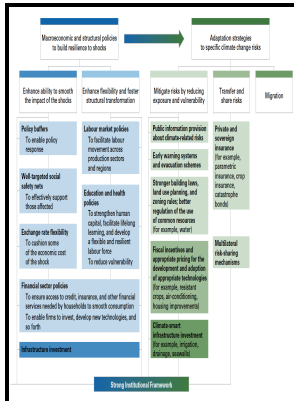 Macroeconomic and structural policies
to build resilience to shocks
Adaptation strategies
to specific climate change risks
Enhance ability to smooth
the impact of the shocks
Enhance flexibility and foster
structural transformation
Mitigate risks by reducing
exposure and vulnerability
Transfer and
share risks
Migration
Policy buffers
To enable policy
response
Well-targeted social
safety nets
To effectively support
those affected
Exchange rate flexibility
To cushion some
of the economic cost
of the shock
Labour market policies
To facilitate labour
movement across
production sectors
and regions
Education and health
policies
To strengthen human
capital, facilitate lifelong
learning, and develop
a flexible and resilient
labour force
To reduce vulnerability
Financial sector policies
To ensure access to credit, insurance, and other financial
services needed by households to smooth consumption
To enable firms to invest, develop new technologies, and
so forth
Infrastructure investment
Public information provision
about climate-related risks
Early warning systems
and evacuation schemes
Stronger building laws,
land use planning, and
zoning rules; better
regulation of the use
of common resources
(for example, water)
Fiscal incentives and
appropriate pricing for the
development and adoption
of appropriate technologies
(for example, resistant
crops, air-conditioning,
housing improvements)
Climate-smart
infrastructure investment
(for example, irrigation,
drainage, seawalls)
Private and
sovereign
insurance
(for example,
parametric
insurance, crop
insurance,
catastrophe
bonds)
Multilateral
risk-sharing
mechanisms
Strong Institutional Framework